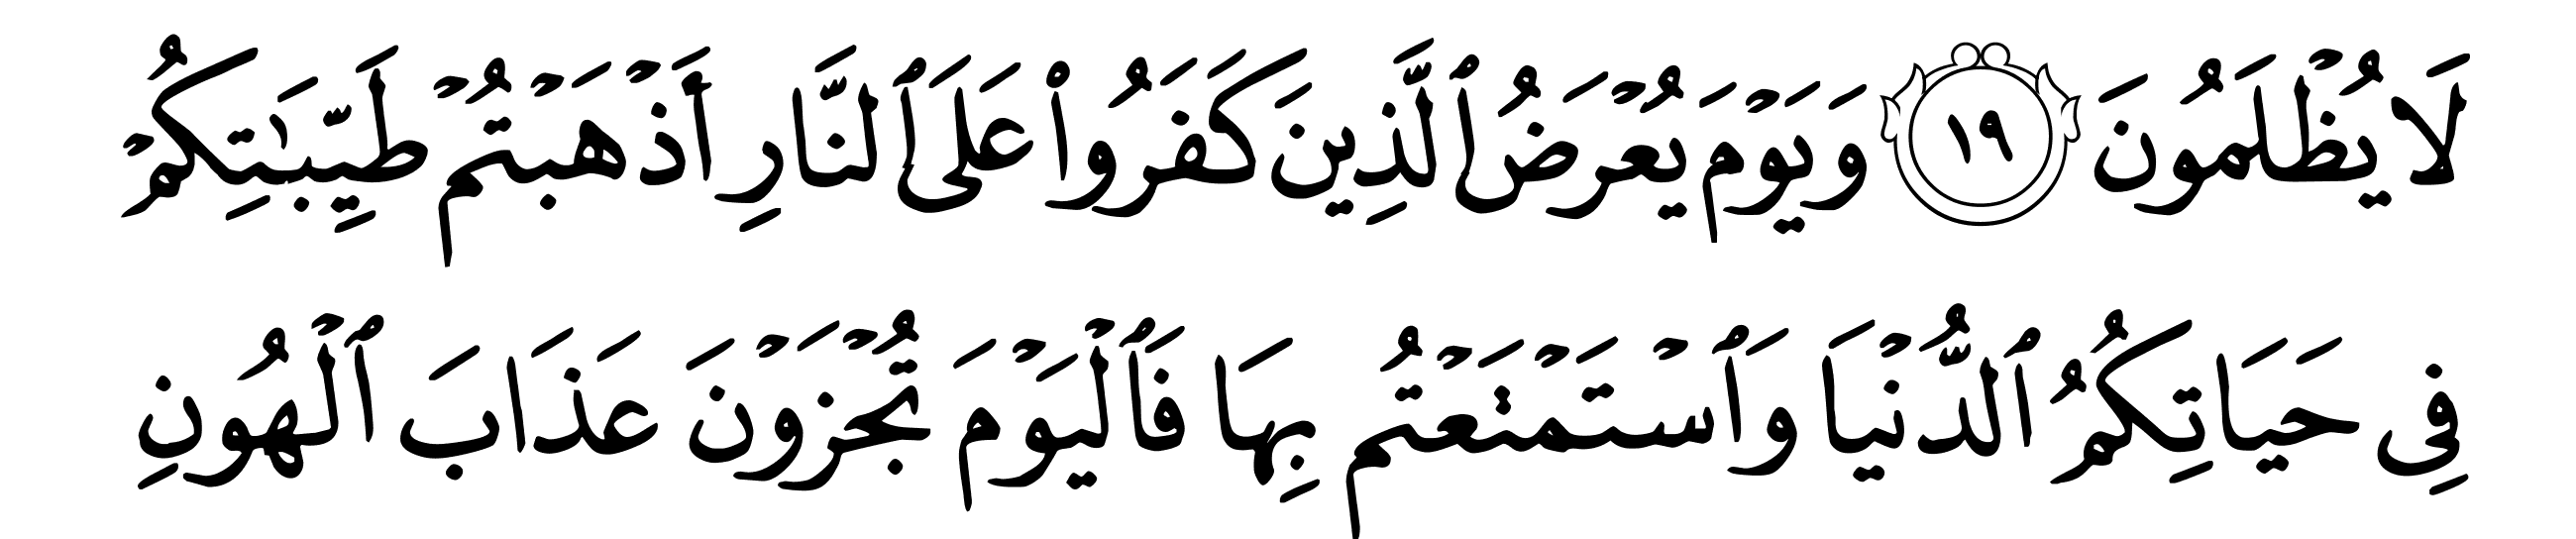 لَا يُظْلَمُونَ ١٩ وَيَوْمَ يُعْرَضُ ٱلَّذِينَ كَفَرُوا۟ عَلَى ٱلنَّارِ أَذْهَبْتُمْ طَيِّبَـٰتِكُمْ
فِى حَيَاتِكُمُ ٱلدُّنْيَا وَٱسْتَمْتَعْتُم بِهَا فَٱلْيَوْمَ تُجْزَوْنَ عَذَابَ ٱلْهُونِ